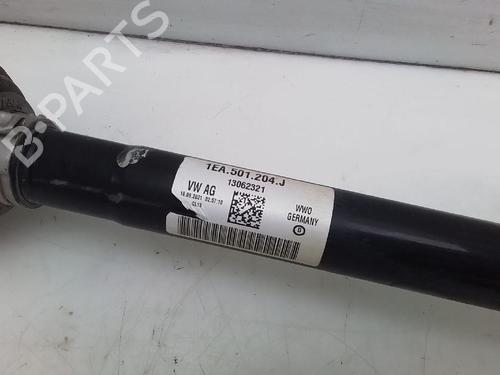 B-PARTS
1EA.501.204.J
13062321
VW AG
WWO
GERMANY